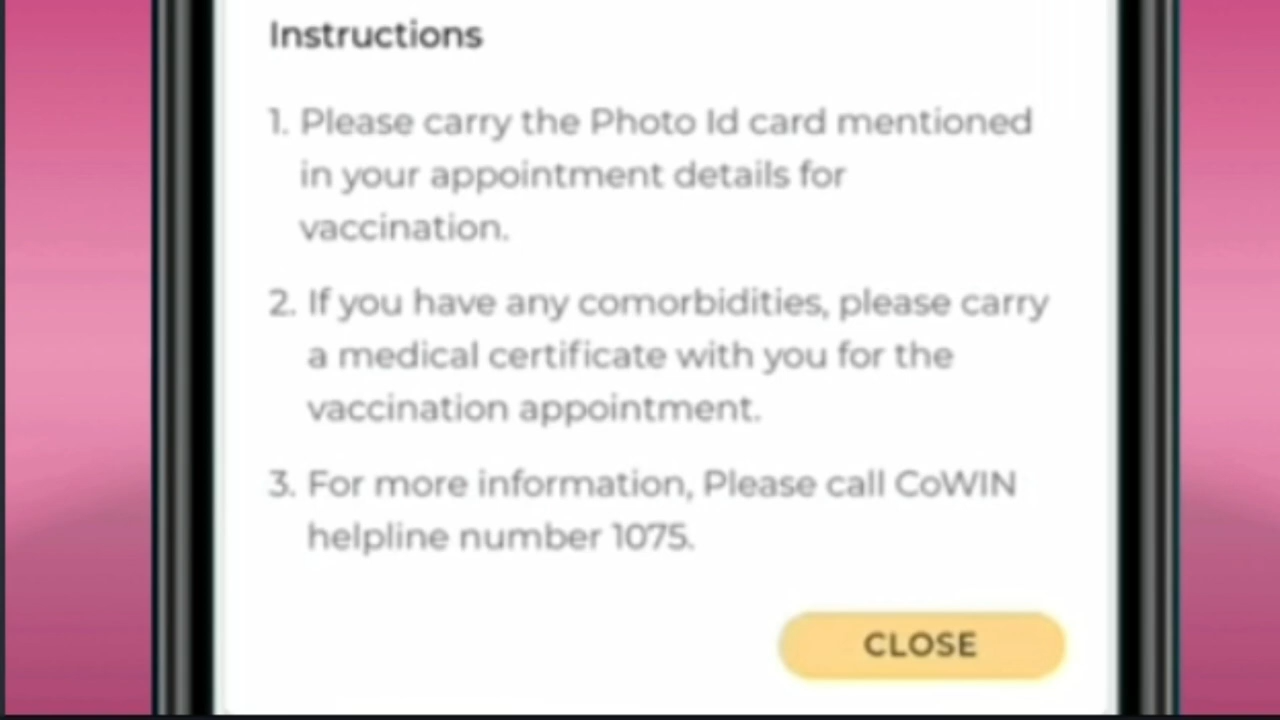 Instructions
1. Please carry the Photo Id card mentioned
in your appointment details for
vaccination.
2. If you have any comorbidities, please carry
a medical certificate with you for the
vaccination appointment.
3. For more information, Please call CoWIN
helpline number 1075.
CLOSE